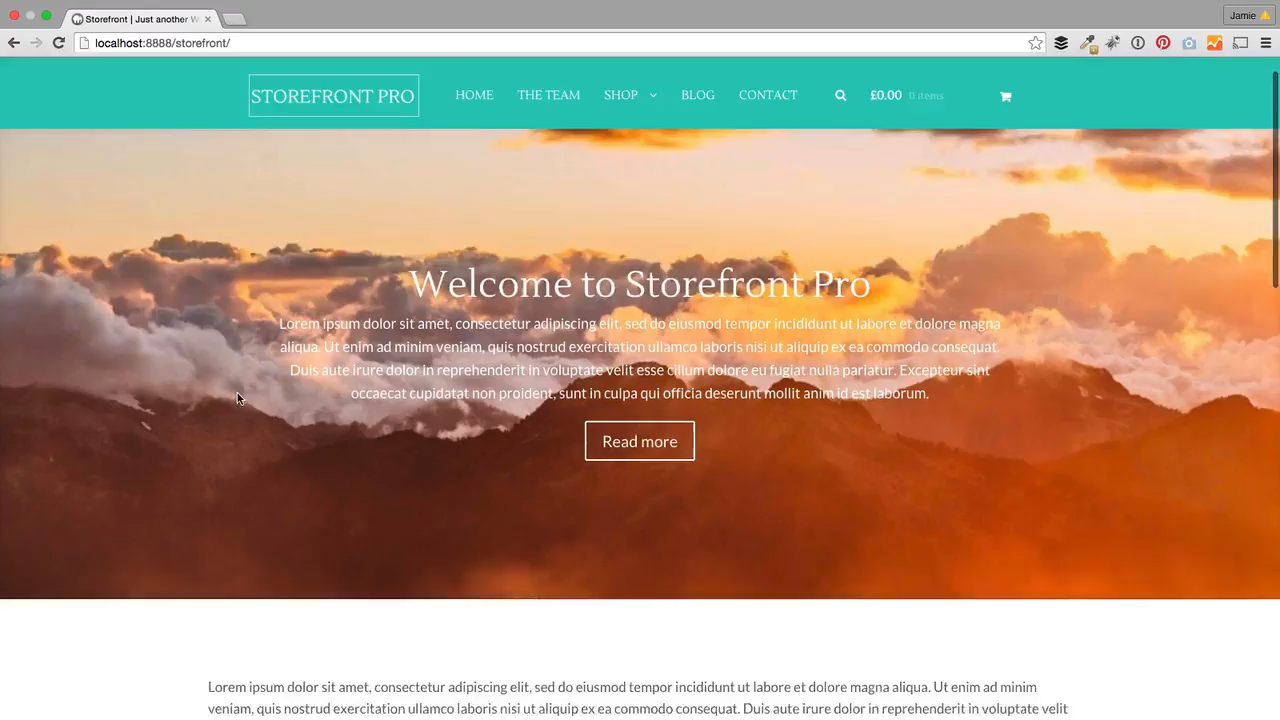 Storefront | Just another W
Jamie
localhost:8888/storefront/
STOREFRONT PRO
HOME THE TEAM SHOP BLOG CONTACT £0.00 0 items
Welcome to Storefront Pro
Lorem ipsum dolor sit amet, consectetur adipiscing elit, sed do eiusmod tempor incididunt ut labore et dolore magna
aliqua. Ut enim ad minim veniam, quis nostrud exercitation ullamco laboris nisi ut aliquip ex ea commodo consequat.
Duis aute irure dolor in reprehenderit in voluptate velit esse cillum dolore eu fugiat nulla pariatur. Excepteur sint
occaecat cupidatat non proident, sunt in culpa qui officia deserunt mollit anim id est laborum.
Read more
Lorem ipsum dolor sit amet, consectetur adipiscing elit, sed do eiusmod tempor incididunt ut labore et dolore magna aliqua. Ut enim ad minim
veniam, quis nostrud exercitation ullamco laboris nisi ut aliquip ex ea commodo consequat. Duis aute irure dolor in reprehenderit in voluptate velit